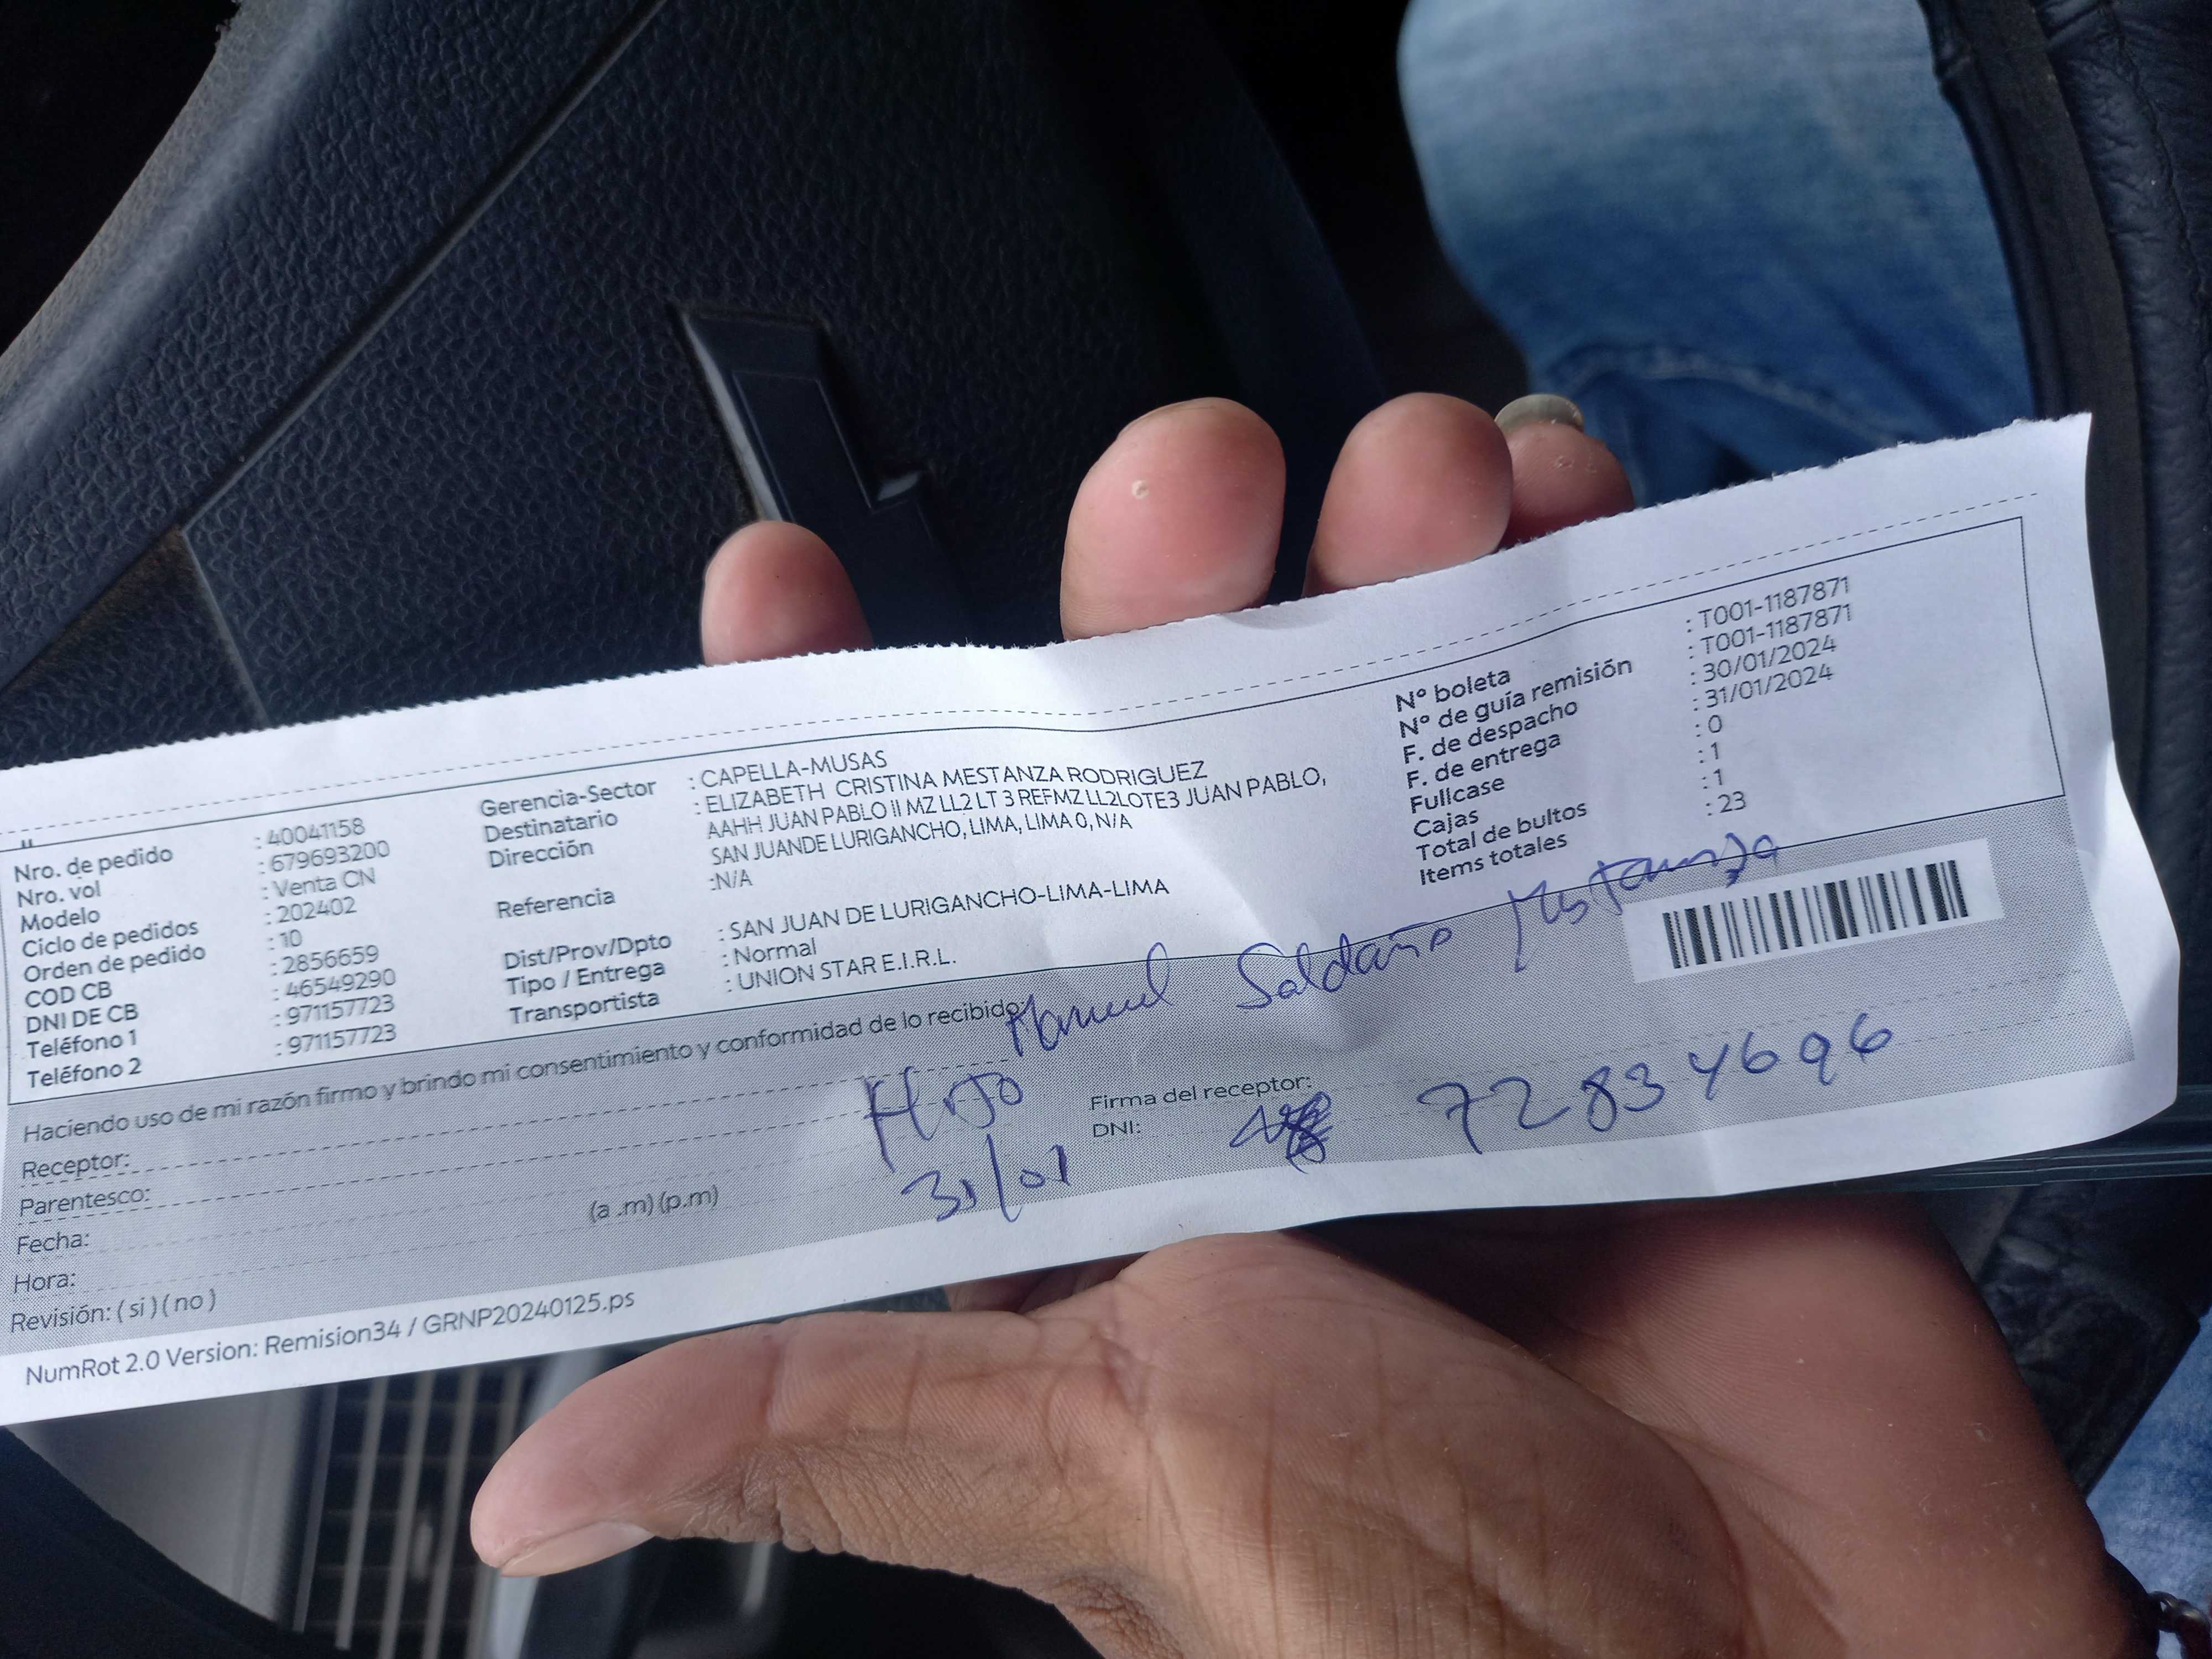 Nro. de pedido : 40041158
Nro. vol : 679693200
Modelo : Venta CN
Ciclo de pedidos : 202402
Orden de pedido : 10
COD CB : 2856659
DNI DE CB : 46549290
Teléfono 1 : 971157723
Teléfono 2 : 971157723
Gerencia-Sector : CAPELLA-MUSAS
Destinatario : ELIZABETH CRISTINA MESTANZA RODRIGUEZ
Dirección AAHH JUAN PABLO II MZ LL2 LT 3 REFMZ LL2LOTE3 JUAN PABLO,
SAN JUANDE LURIGANCHO, LIMA, LIMA 0, N/A
Referencia :N/A
Dist/Prov/Dpto : SAN JUAN DE LURIGANCHO-LIMA-LIMA
Tipo / Entrega : Normal
Transportista : UNION STAR E.I.R.L.
N° boleta : T001-1187871
N° de guía remisión : T001-1187871
F. de despacho : 30/01/2024
F. de entrega : 31/01/2024
Fullcase : 0
Cajas : 1
Total de bultos : 1
Items totales : 23
Haciendo uso de mi razón firmo y brindo mi consentimiento y conformidad de lo recibido:
Receptor: Manuel Saldaña Mestanza
Parentesco: Hijo
Fecha: 31/01
Hora: (a .m) (p.m)
Revisión: ( si ) ( no )
Firma del receptor:
DNI: 72834696
NumRot 2.0 Version: Remision34 / GRNP20240125.ps